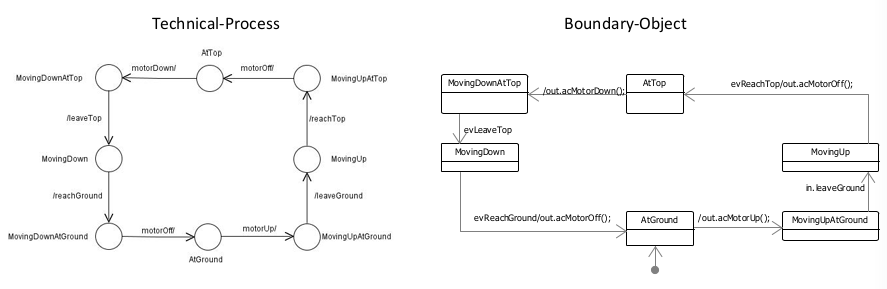 Technical-Process
Boundary-Object
AtTop
motorDown/
motorOff/
MovingDownAtTop
MovingUpAtTop
/leaveTop
/reachTop
MovingDown
MovingUp
/reachGround
/leaveGround
MovingDownAtGround
motorOff/
motorUp/
MovingUpAtGround
AtGround
MovingDownAtTop
/out.acMotorDown();
AtTop
evReachTop/out.acMotorOff();
evLeaveTop
MovingDown
MovingUp
in.leaveGround
evReachGround/out.acMotorOff();
AtGround
/out.acMotorUp();
MovingUpAtGround